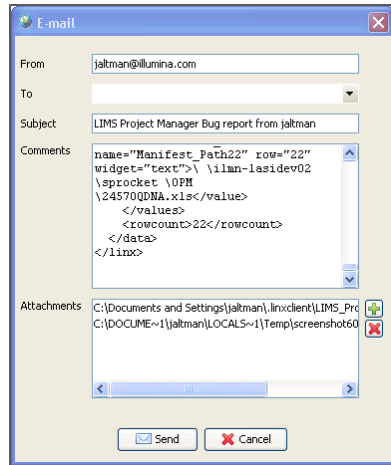 E-mail
From
jaltman@illumina.com
To
Subject
LIMS Project Manager Bug report from jaltman
Comments
name="Manifest_Path22" row="22"
widget="text">\ \ilmn-lasidev02
\sprocket \OPM
\24570QDNA.xls</value>
</values>
<rowcount>22</rowcount>
</data>
</linx>
Attachments
C:\Documents and Settings\jaltman\.linxclient\LIMS_Prc
C:\DOCUME~1\jaltman\LOCALS~1\Temp\screenshot60
Send
Cancel